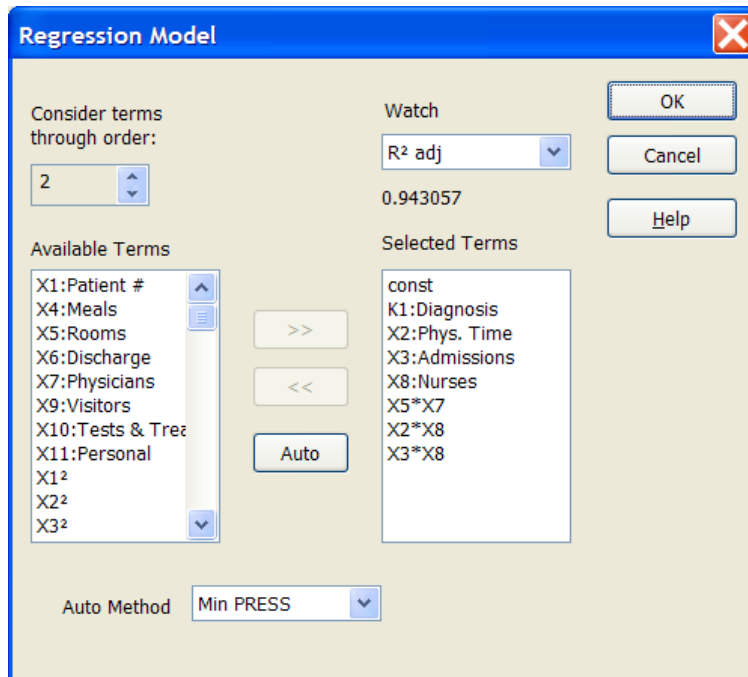 Regression Model
Consider terms
through order:
2
Watch
R² adj
0.943057
OK
Cancel
Help
Available Terms
X1:Patient #
X4:Meals
X5:Rooms
X6:Discharge
X7:Physicians
X9:Visitors
X10:Tests & Trea
X11:Personal
X1²
X2²
X3²
>>
<<
Auto
Selected Terms
const
K1:Diagnosis
X2:Phys. Time
X3:Admissions
X8:Nurses
X5*X7
X2*X8
X3*X8
Auto Method
Min PRESS